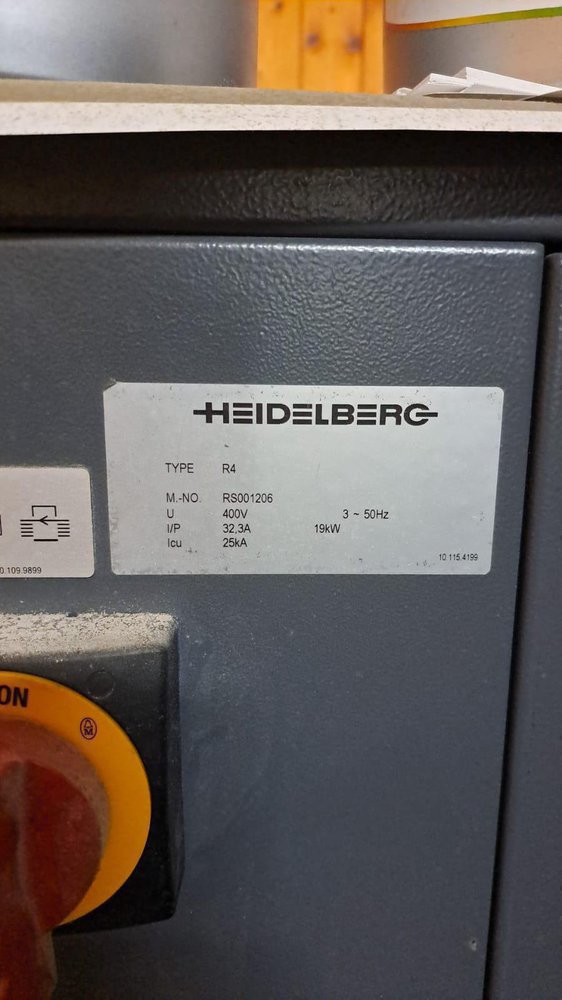 HEIDELBERG
TYPE R4
M.-NO. RS001206
U 400V 3 ~ 50Hz
I/P 32,3A 19kW
Icu 25kA
10.115.4199
0.109.9899
ON